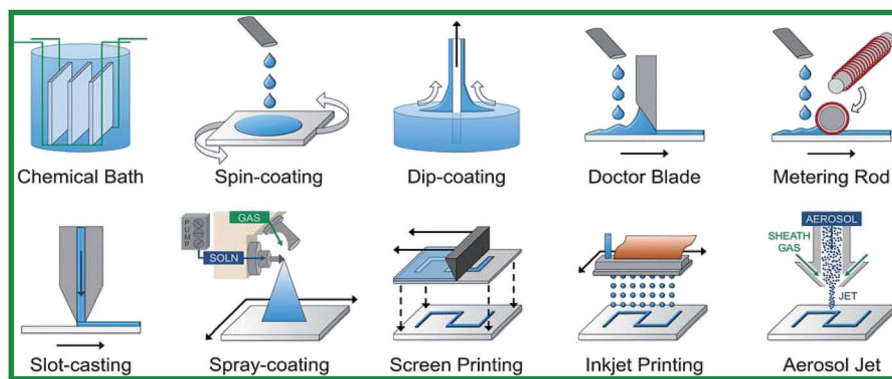 Chemical Bath
Spin-coating
Dip-coating
Doctor Blade
Metering Rod
PUMP
GAS
SOLN
AEROSOL
SHEATH
GAS
JET
Slot-casting
Spray-coating
Screen Printing
Inkjet Printing
Aerosol Jet